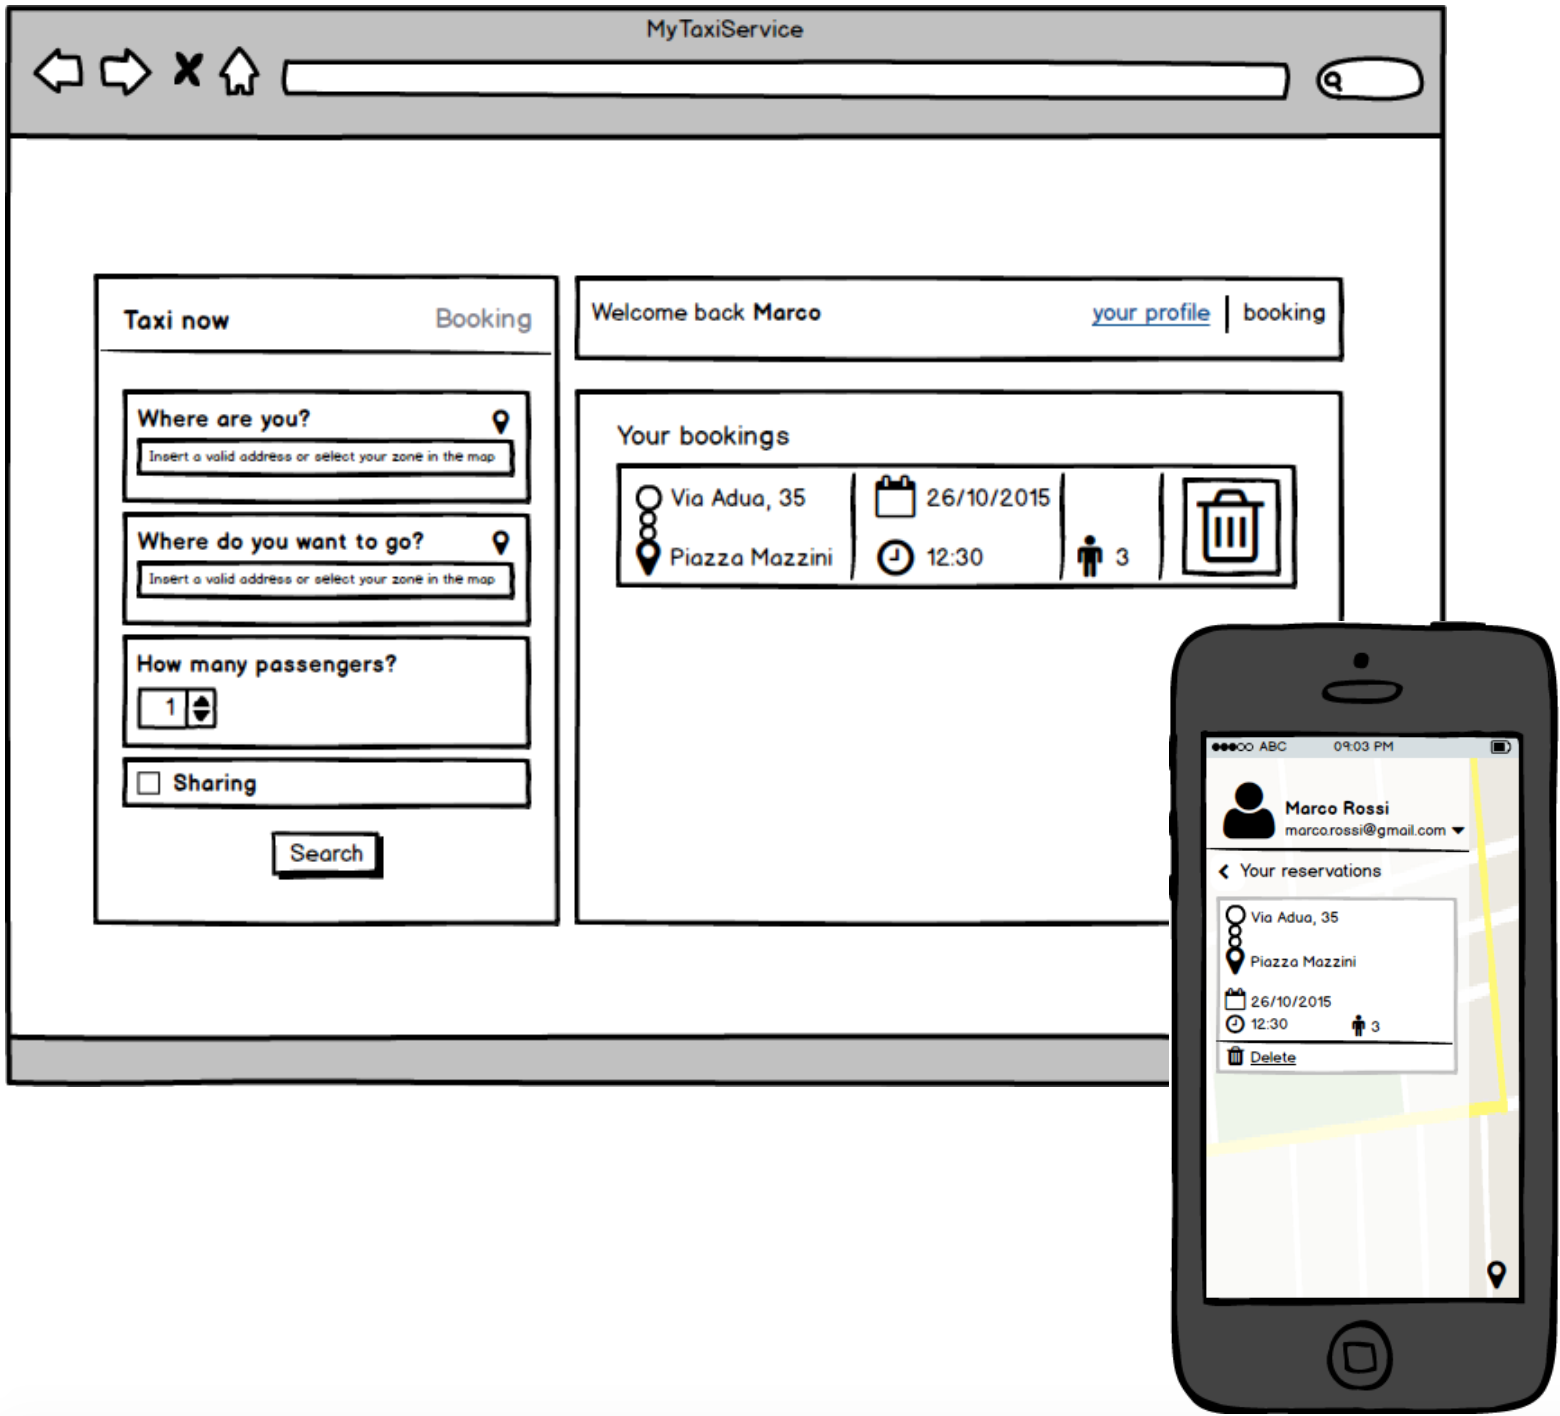 MyTaxiService
Taxi now Booking
Where are you?
Insert a valid address or select your zone in the map
Where do you want to go?
Insert a valid address or select your zone in the map
How many passengers?
1
Sharing
Search
Welcome back Marco your profile booking
Your bookings
Via Adua, 35 26/10/2015
Piazza Mazzini 12:30 3
ABC 09:03 PM
Marco Rossi
marco.rossi@gmail.com
Your reservations
Via Adua, 35
Piazza Mazzini
26/10/2015
12:30 3
Delete